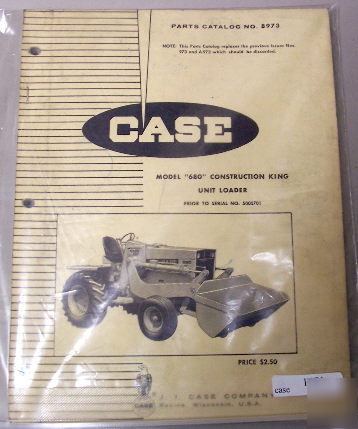 PARTS CATALOG NO. B973
NOTE: This Parts Catalog replaces the previous issues Nos.
973 and A973 which should be discarded.
CASE
MODEL "680" CONSTRUCTION KING
UNIT LOADER
PRIOR TO SERIAL NO. 5002701
PRICE $2.50
J. I. CASE COMPANY
Racine, Wisconsin, U.S.A.
case